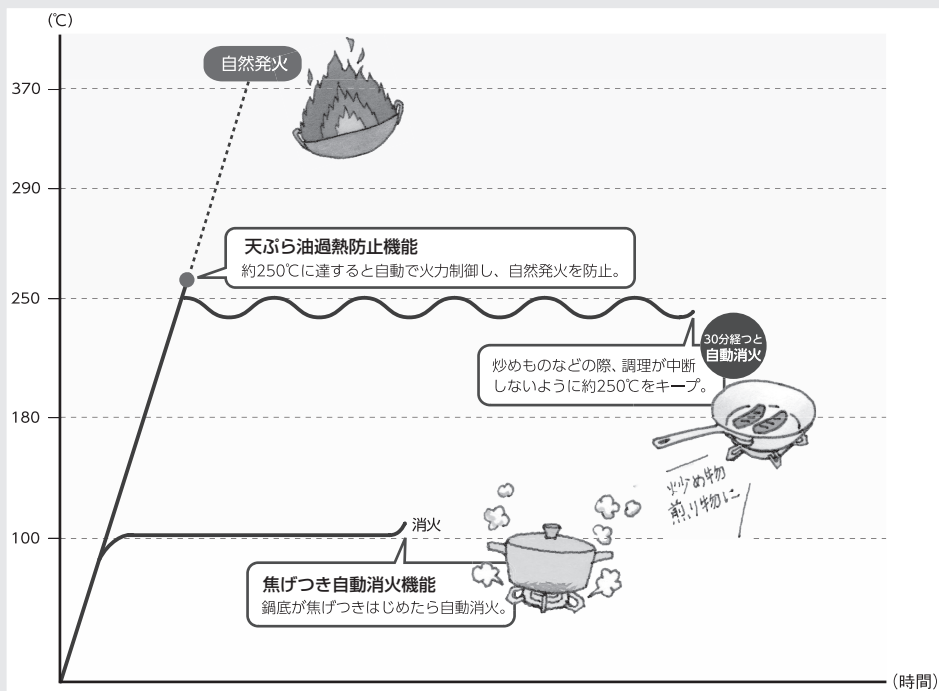 (℃)
自然発火
370
290
天ぷら油過熱防止機能
約250℃に達すると自動で火力制御し、自然発火を防止。
250
30分経つと
自動消火
炒めものなどの際、調理が中断
しないように約250℃をキープ。
180
炒め物
煎り物に
消火
100
焦げつき自動消火機能
鍋底が焦げつきはじめたら自動消火。
(時間)